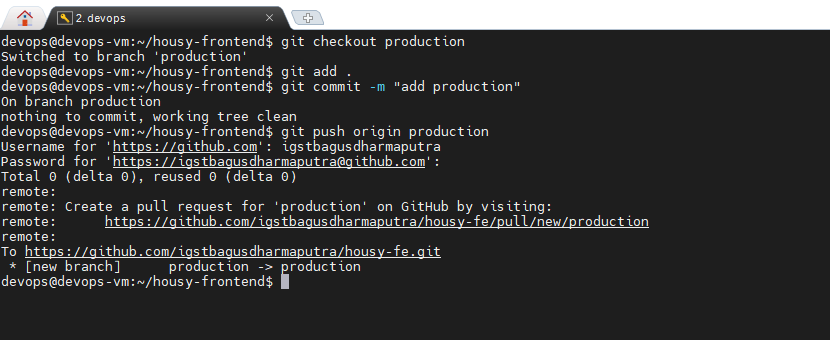 2. devops
devops@devops-vm:~/housy-frontend$ git checkout production
Switched to branch 'production'
devops@devops-vm:~/housy-frontend$ git add .
devops@devops-vm:~/housy-frontend$ git commit -m "add production"
On branch production
nothing to commit, working tree clean
devops@devops-vm:~/housy-frontend$ git push origin production
Username for 'https://github.com': igstbagusdharmaputra
Password for 'https://igstbagusdharmaputra@github.com':
Total 0 (delta 0), reused 0 (delta 0)
remote:
remote: Create a pull request for 'production' on GitHub by visiting:
remote:      https://github.com/igstbagusdharmaputra/housy-fe/pull/new/production
remote:
To https://github.com/igstbagusdharmaputra/housy-fe.git
 * [new branch]      production -> production
devops@devops-vm:~/housy-frontend$